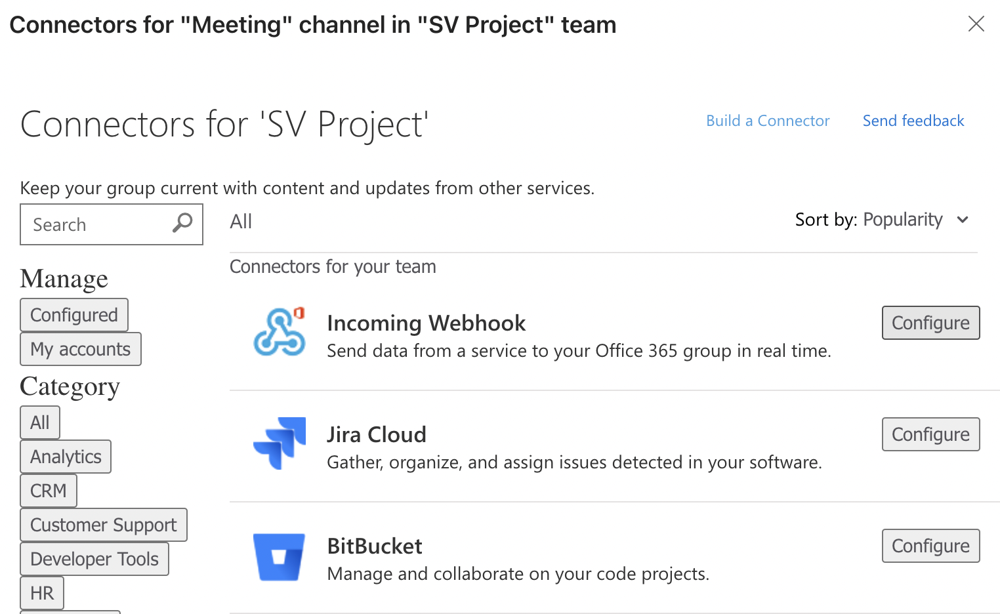 Connectors for "Meeting" channel in "SV Project" team
Connectors for 'SV Project'
Build a Connector
Send feedback
Keep your group current with content and updates from other services.
Search
All
Sort by: Popularity
Manage
Configured
My accounts
Category
All
Analytics
CRM
Customer Support
Developer Tools
HR
Connectors for your team
Incoming Webhook
Send data from a service to your Office 365 group in real time.
Configure
Jira Cloud
Gather, organize, and assign issues detected in your software.
Configure
BitBucket
Manage and collaborate on your code projects.
Configure